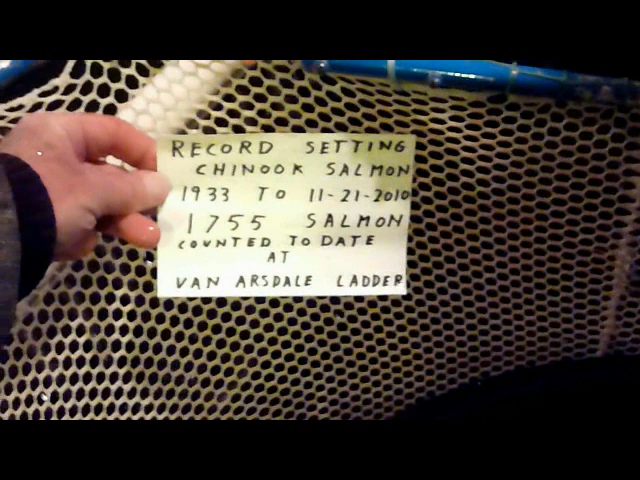 RECORD SETTING
CHINOOK SALMON
1933 TO 11-21-2010
1755 SALMON
COUNTED TO DATE
AT
VAN ARSDALE LADDER